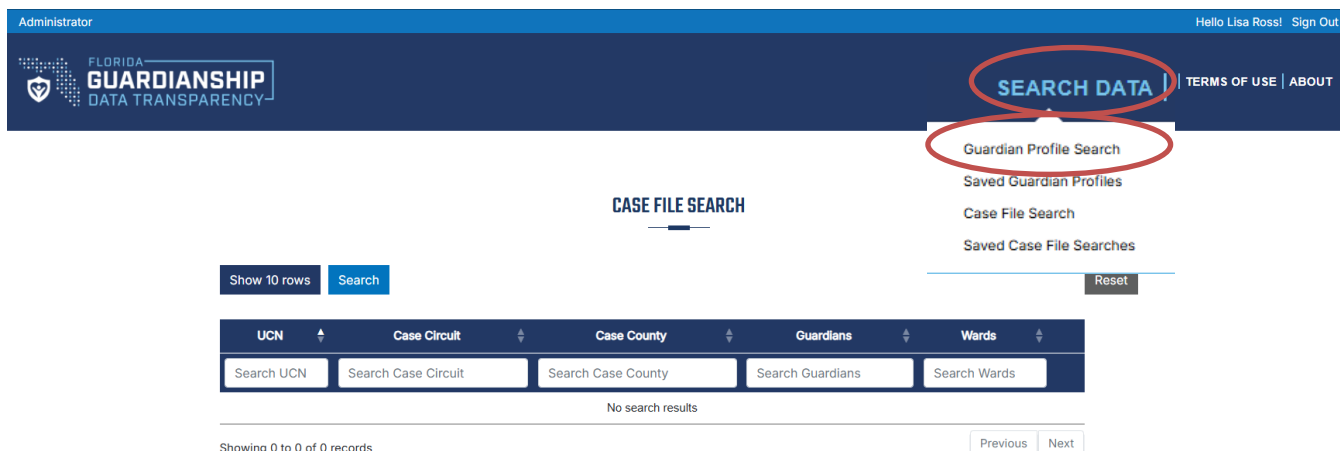 Administrator Hello Lisa Ross! Sign Out
FLORIDA
GUARDIANSHIP
DATA TRANSPARENCY
SEARCH DATA | TERMS OF USE | ABOUT
Guardian Profile Search
Saved Guardian Profiles
Case File Search
Saved Case File Searches
CASE FILE SEARCH
Show 10 rows Search Reset
UCN Case Circuit Case County Guardians Wards
Search UCN Search Case Circuit Search Case County Search Guardians Search Wards
No search results
Showing 0 to 0 of 0 records Previous Next